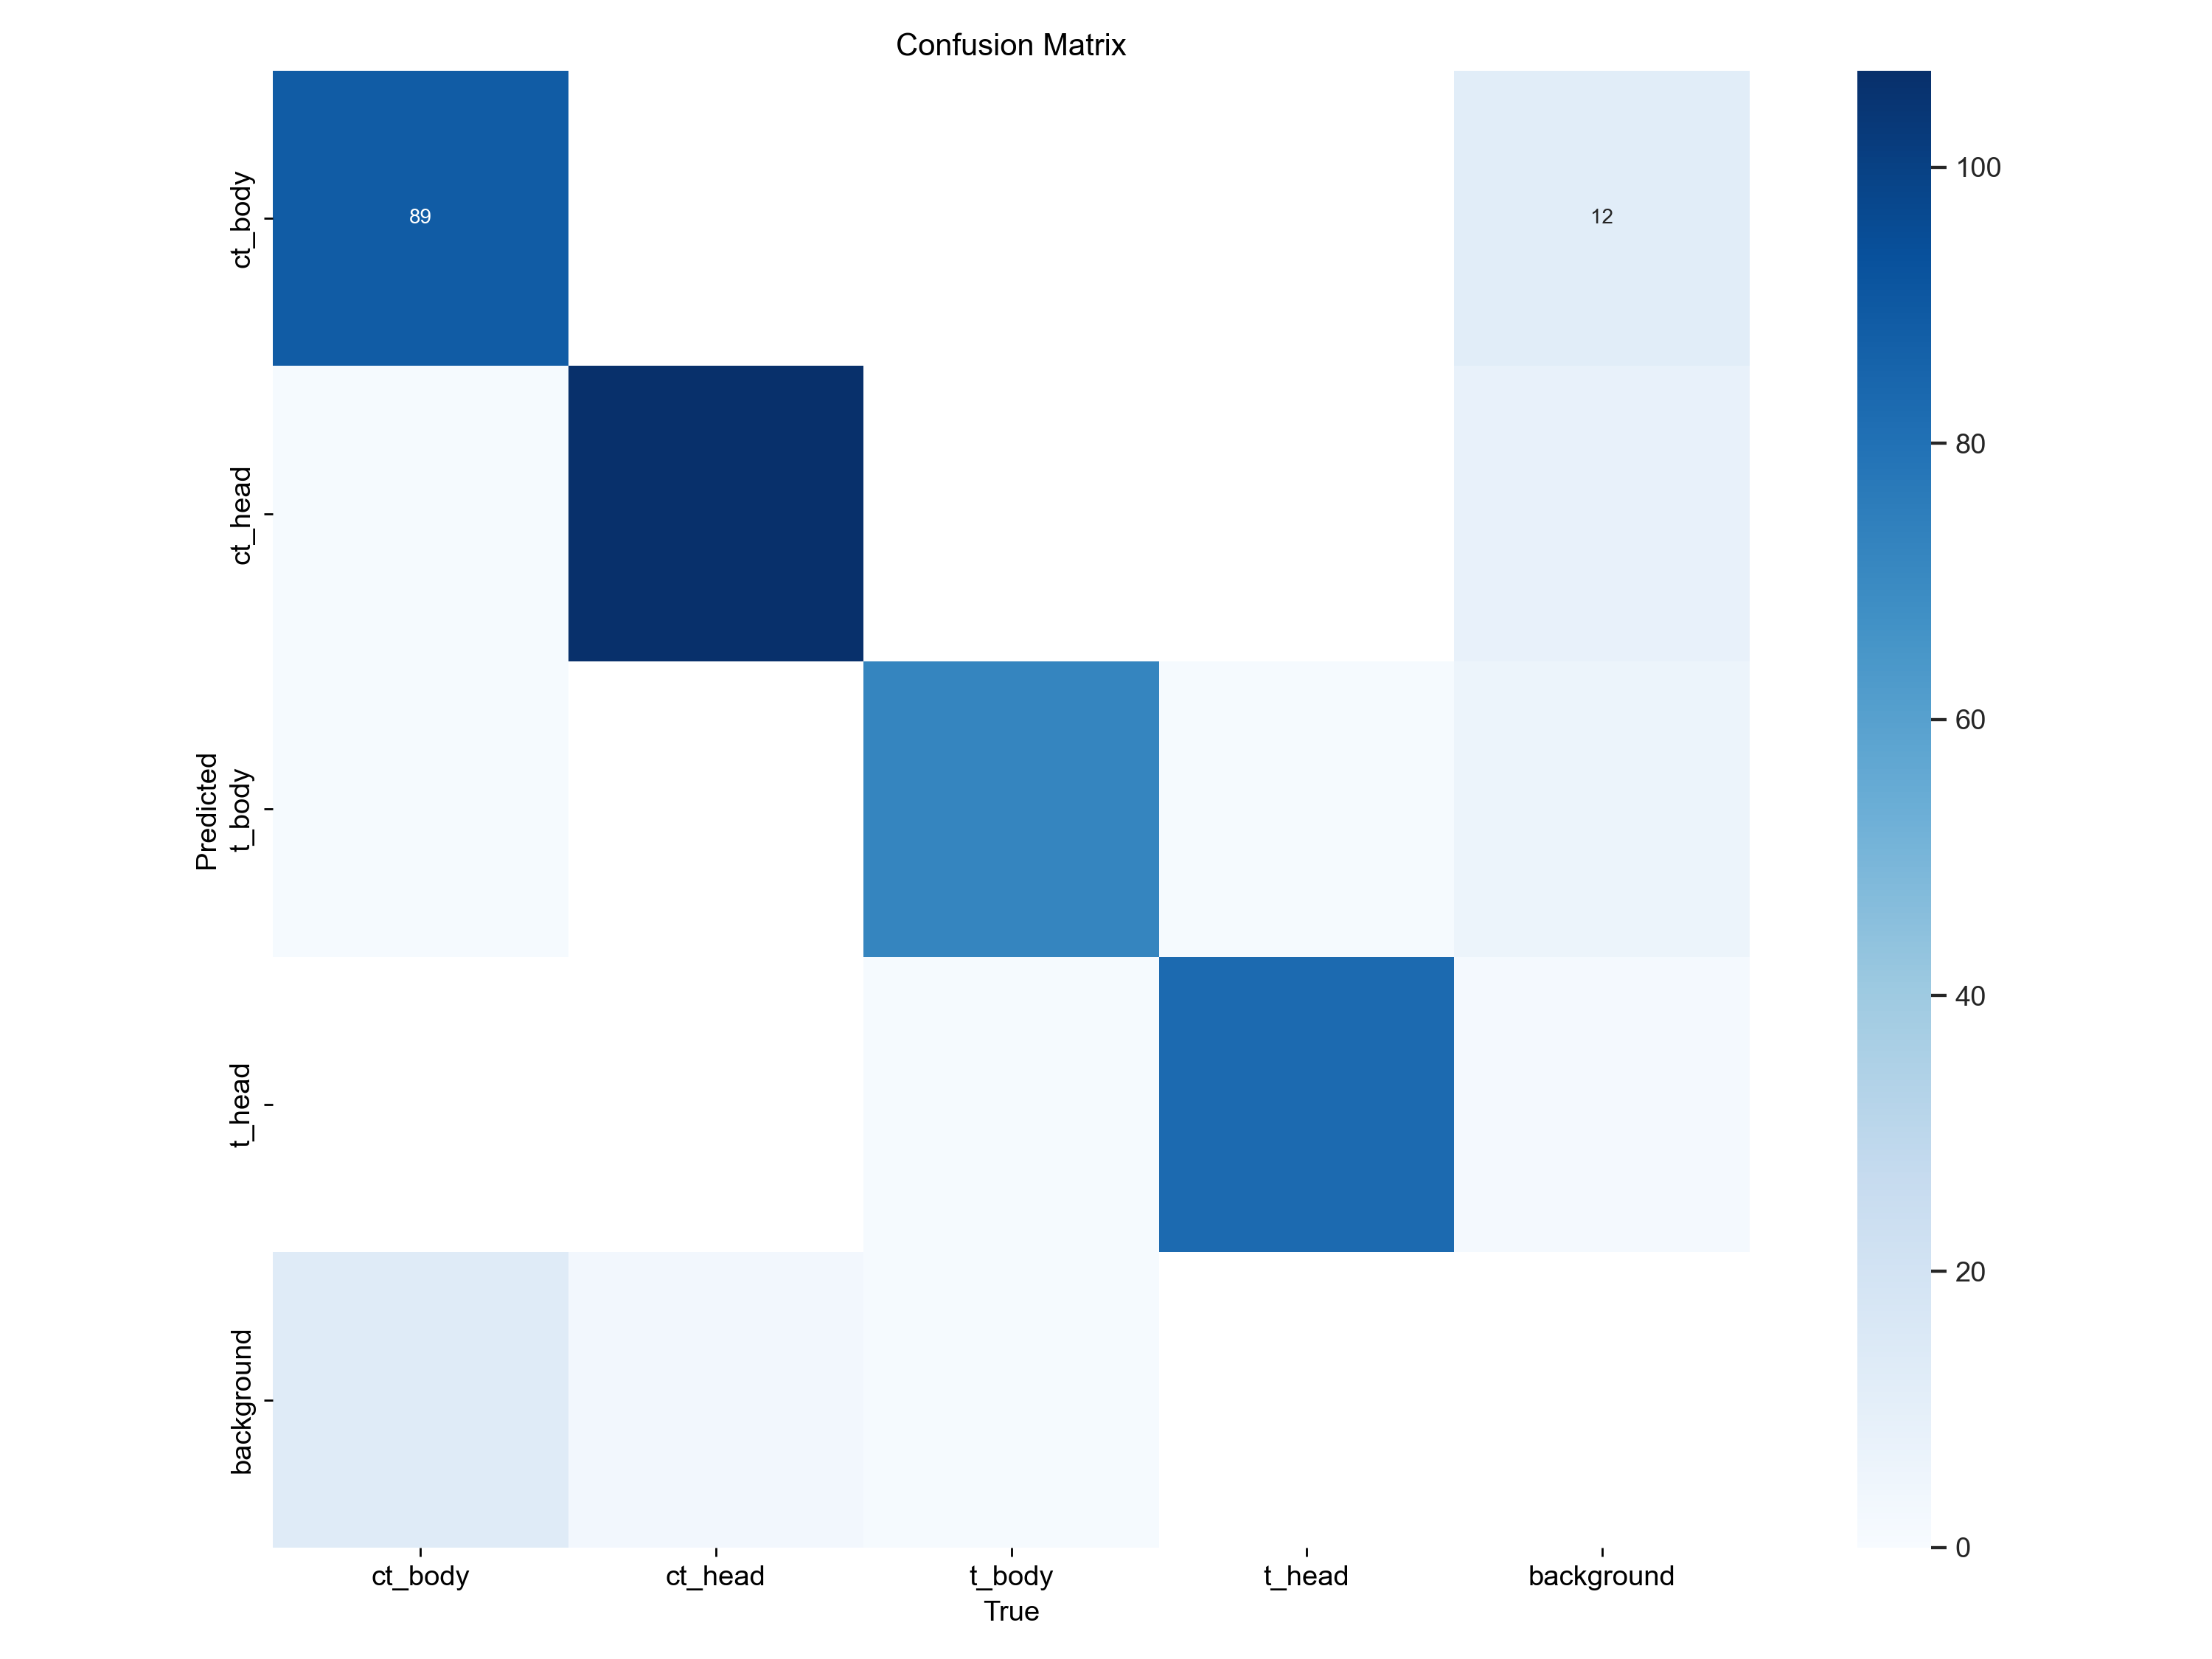 Confusion Matrix
Predicted
ct_body
ct_head
t_body
t_head
background
89
12
ct_body
ct_head
t_body
t_head
background
True
100
80
60
40
20
0